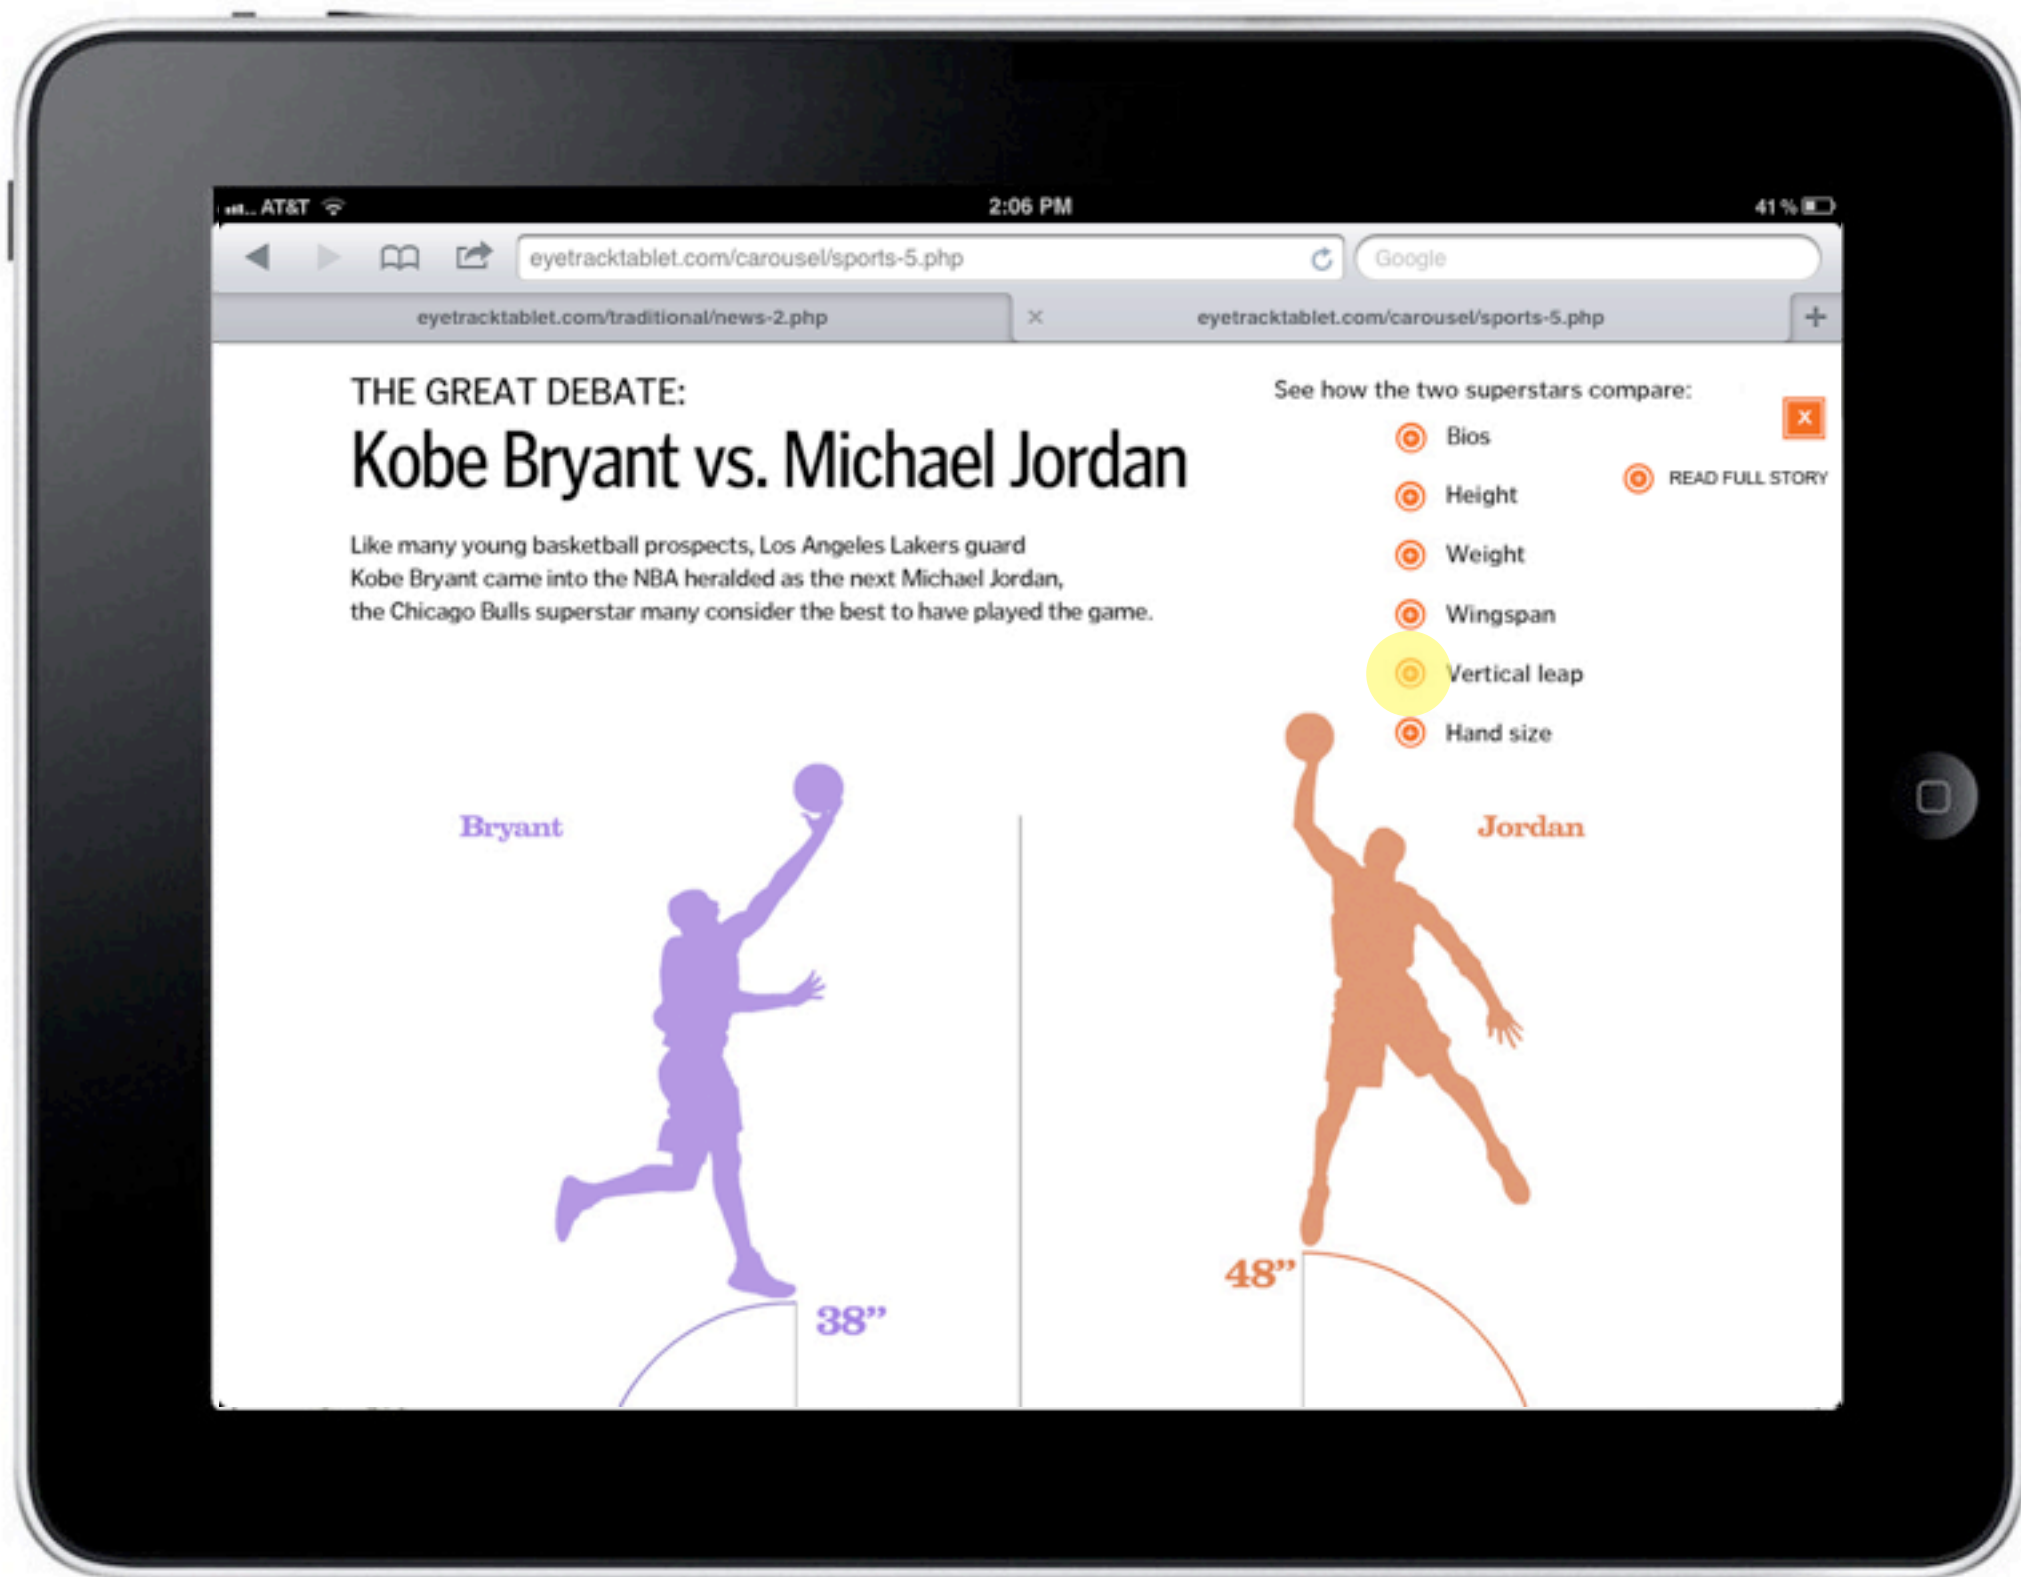 AT&T 2:06 PM 41%
eyetracktablet.com/carousel/sports-5.php Google
eyetracktablet.com/traditional/news-2.php × eyetracktablet.com/carousel/sports-5.php +
THE GREAT DEBATE:
Kobe Bryant vs. Michael Jordan
Like many young basketball prospects, Los Angeles Lakers guard
Kobe Bryant came into the NBA heralded as the next Michael Jordan,
the Chicago Bulls superstar many consider the best to have played the game.
See how the two superstars compare:
X
Bios
READ FULL STORY
Height
Weight
Wingspan
Vertical leap
Hand size
Bryant
Jordan
38”
48”